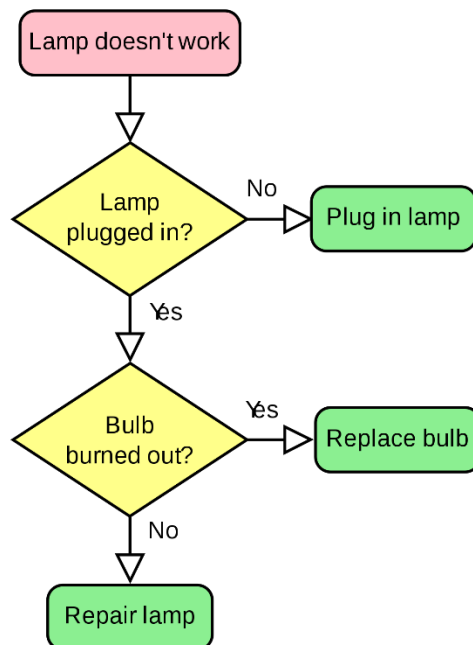 Lamp doesn't work
Lamp
plugged in?
No
Plug in lamp
Yes
Bulb
burned out?
Yes
Replace bulb
No
Repair lamp